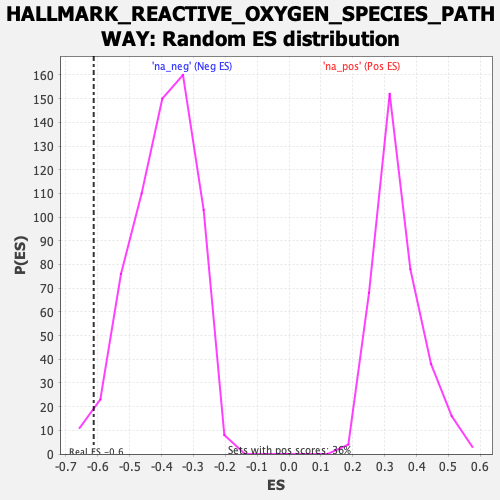 HALLMARK_REACTIVE_OXYGEN_SPECIES_PATH
WAY: Random ES distribution
'na_neg' (Neg ES) 'na_pos' (Pos ES)
160
150
140
130
120
110
100
90
80
70
60
50
40
30
20
10
0
P(ES)
Real ES -0.6
Sets with pos scores: 36%
-0.7 -0.6 -0.5 -0.4 -0.3 -0.2 -0.1 0.0 0.1 0.2 0.3 0.4 0.5 0.6
ES